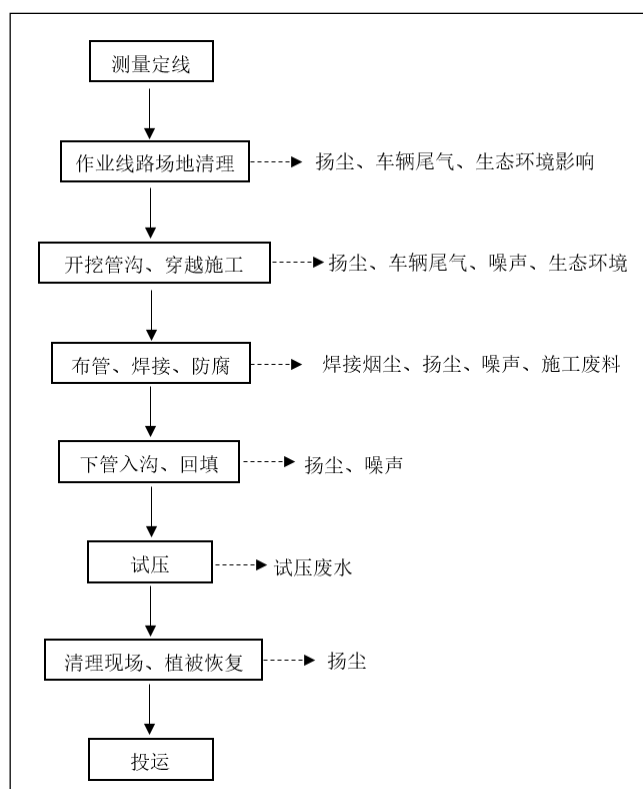 测量定线
作业线路场地清理
扬尘、车辆尾气、生态环境影响
开挖管沟、穿越施工
扬尘、车辆尾气、噪声、生态环境
布管、焊接、防腐
焊接烟尘、扬尘、噪声、施工废料
下管入沟、回填
扬尘、噪声
试压
试压废水
清理现场、植被恢复
扬尘
投运